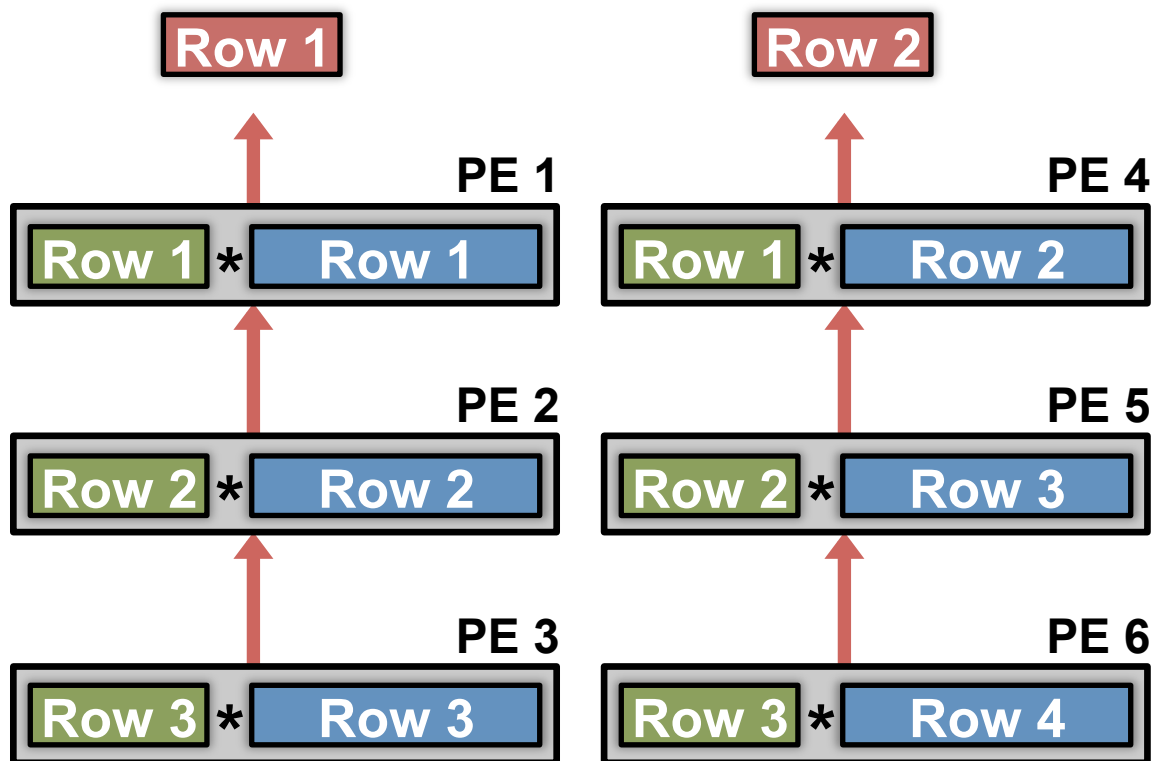 Row 1
Row 2
PE 1
PE 4
Row 1 * Row 1
Row 1 * Row 2
PE 2
PE 5
Row 2 * Row 2
Row 2 * Row 3
PE 3
PE 6
Row 3 * Row 3
Row 3 * Row 4